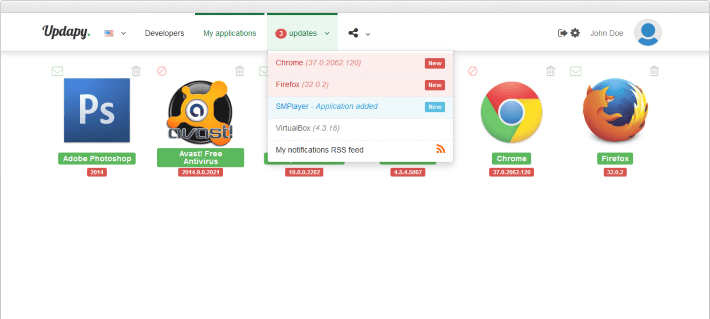 Updapy.
Developers
My applications
3 updates
John Doe
Chrome (37.0.2062.120) New
Firefox (32.0.2) New
SMPlayer - Application added New
VirtualBox (4.3.16)
My notifications RSS feed
Ps
avast!
Adobe Photoshop
2014
Avast! Free
Antivirus
2014.9.0.2021
10.0.0.2282
4.5.4.5067
Chrome
37.0.2062.120
Firefox
32.0.2